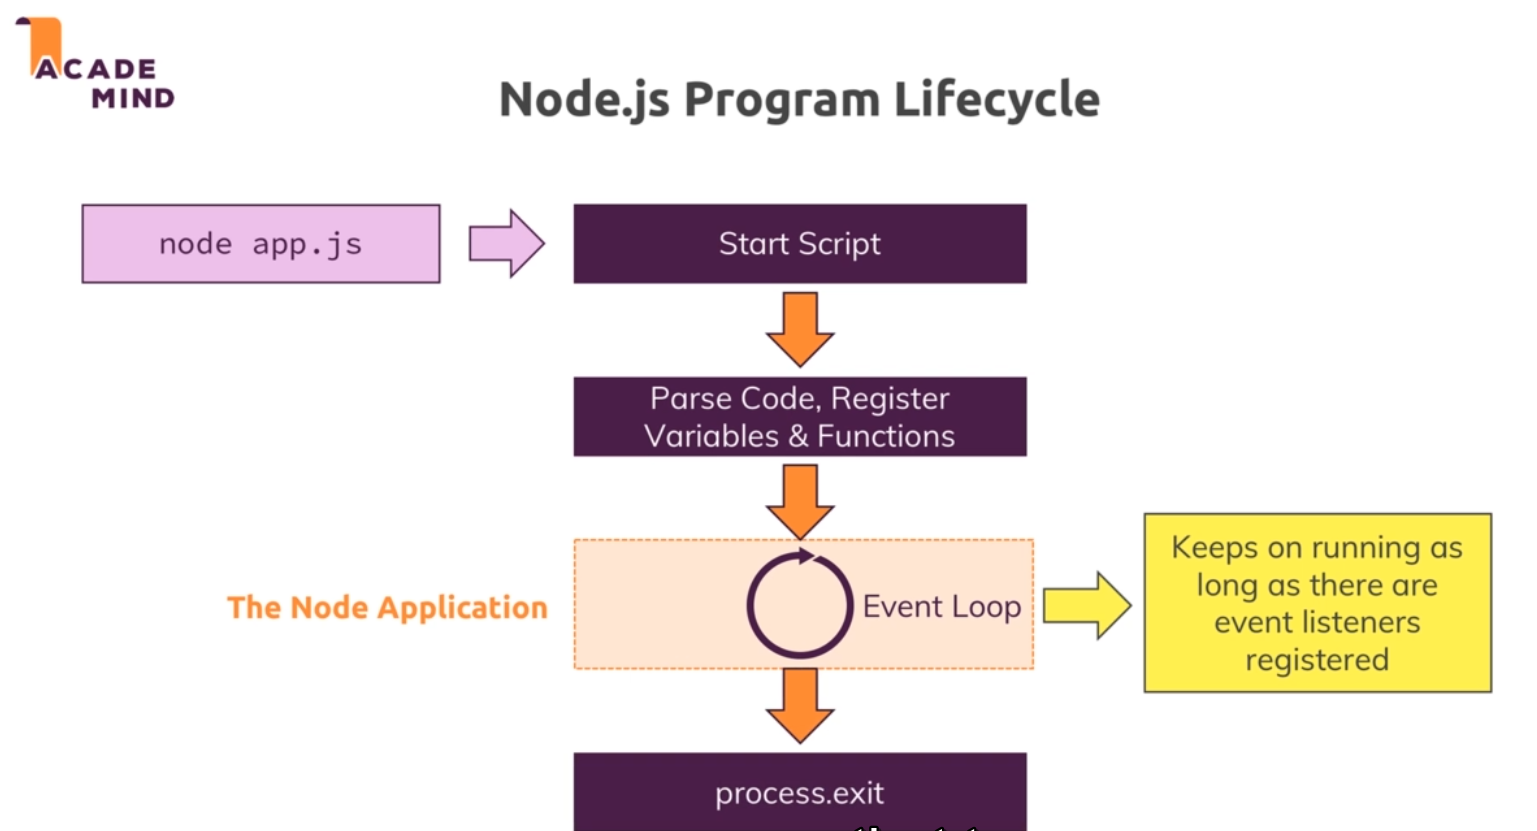 ACADE
MIND
Node.js Program Lifecycle
node app.js
Start Script
Parse Code, Register
Variables & Functions
The Node Application
Event Loop
Keeps on running as
long as there are
event listeners
registered
process.exit